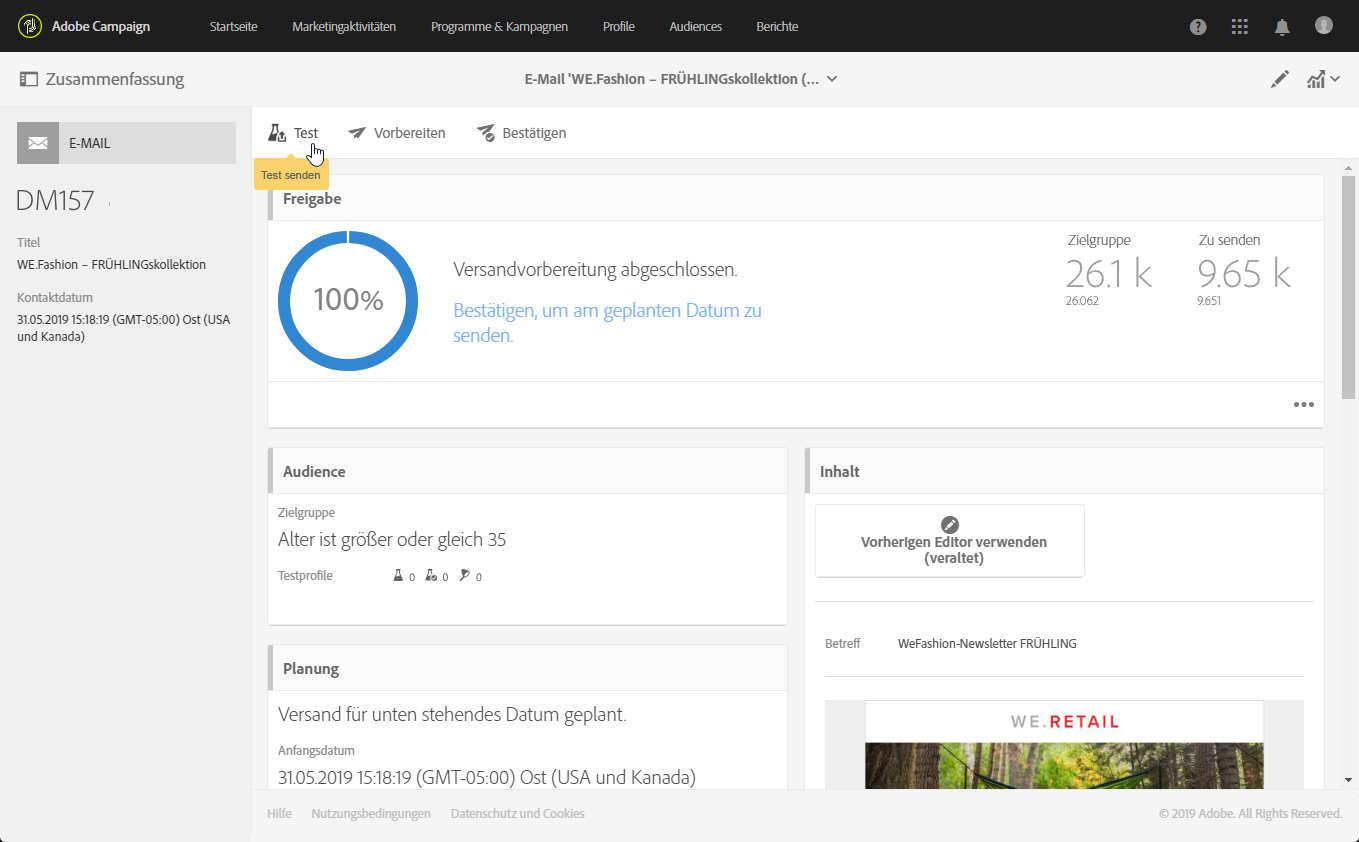 Adobe Campaign
Startseite
Marketingaktivitäten
Programme & Kampagnen
Profile
Audiences
Berichte
Zusammenfassung
E-Mail 'WE.Fashion – FRÜHLINGskollektion (...
E-MAIL
DM157
Titel
WE.Fashion – FRÜHLINGskollektion
Kontaktdatum
31.05.2019 15:18:19 (GMT-05:00) Ost (USA
und Kanada)
Test
Vorbereiten
Bestätigen
Test senden
Freigabe
100%
Versandvorbereitung abgeschlossen.
Bestätigen, um am geplanten Datum zu
senden.
Zielgruppe
26.1 k
26.062
Zu senden
9.65 k
9.651
Audience
Zielgruppe
Alter ist größer oder gleich 35
Testprofile
0
0
0
Planung
Versand für unten stehendes Datum geplant.
Anfangsdatum
31.05.2019 15:18:19 (GMT-05:00) Ost (USA und Kanada)
Inhalt
Vorherigen Editor verwenden
(veraltet)
Betreff
WeFashion-Newsletter FRÜHLING
WE.RETAIL
Hilfe
Nutzungsbedingungen
Datenschutz und Cookies
© 2019 Adobe. All Rights Reserved.